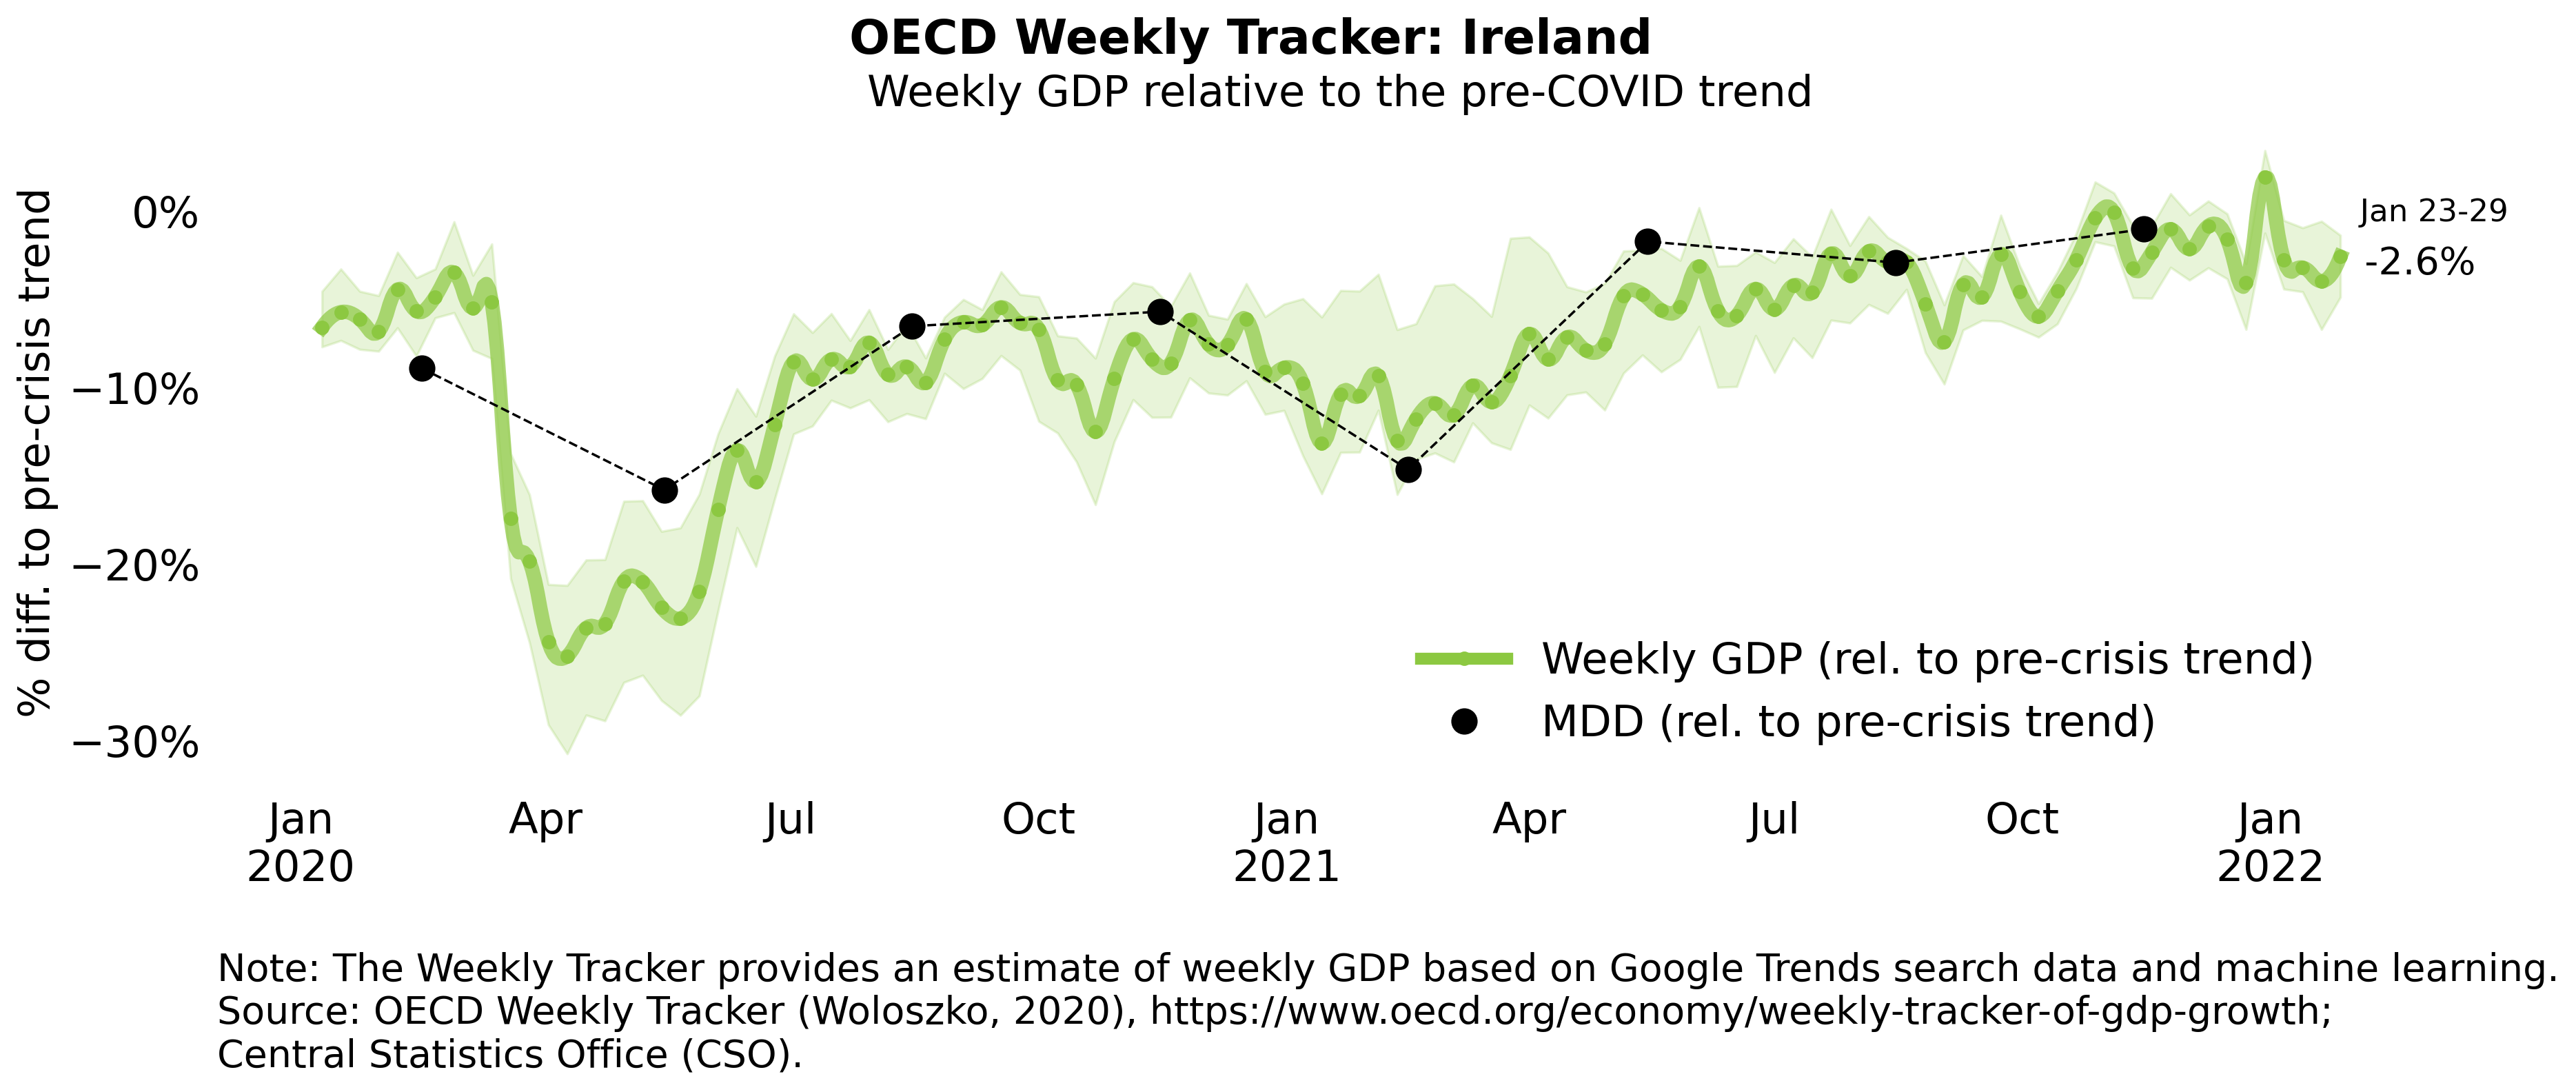 OECD Weekly Tracker: Ireland
Weekly GDP relative to the pre-COVID trend
% diff. to pre-crisis trend
0%
−10%
−20%
−30%
Jan 23-29
-2.6%
Weekly GDP (rel. to pre-crisis trend)
MDD (rel. to pre-crisis trend)
Jan Apr Jul Oct Jan Apr Jul Oct Jan
2020 2021 2022
Note: The Weekly Tracker provides an estimate of weekly GDP based on Google Trends search data and machine learning.
Source: OECD Weekly Tracker (Woloszko, 2020), https://www.oecd.org/economy/weekly-tracker-of-gdp-growth;
Central Statistics Office (CSO).